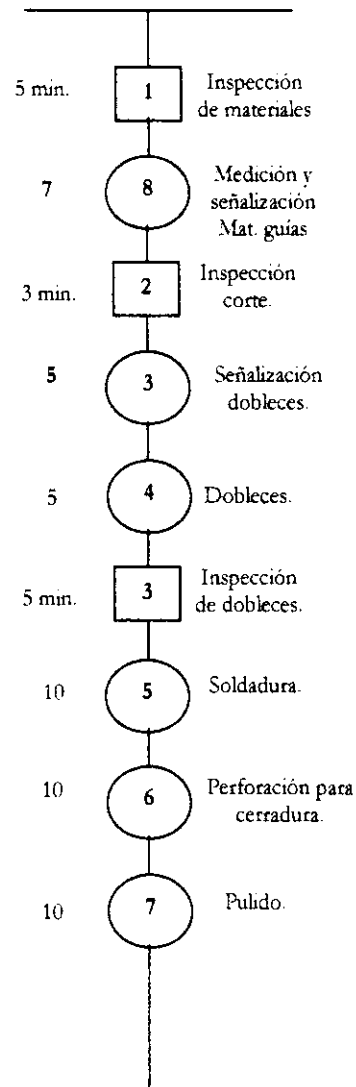 5 min.
1
Inspección
de materiales
7
8
Medición y
señalización
Mat. guías
3 min.
2
Inspección
corte.
5
3
Señalización
dobleces.
5
4
Dobleces.
5 min.
3
Inspección
de dobleces.
10
5
Soldadura.
10
6
Perforación para
cerradura.
10
7
Pulido.